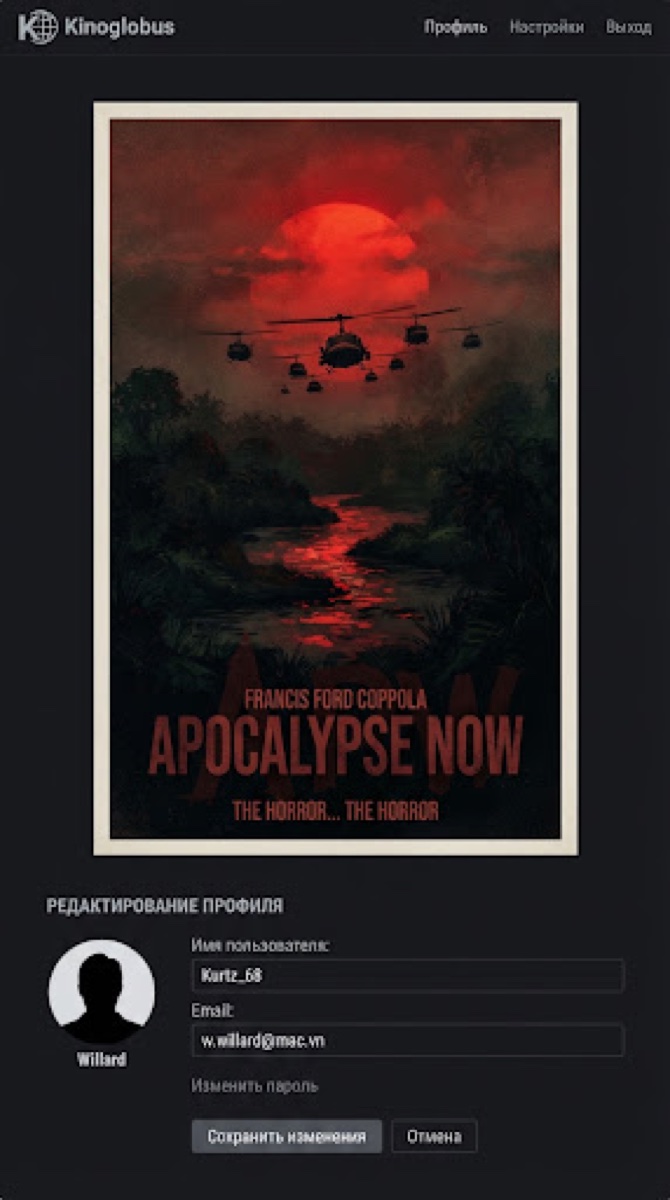 Kinoglobus
Профиль Настройки Выход
FRANCIS FORD COPPOLA
APOCALYPSE NOW
THE HORROR... THE HORROR
РЕДАКТИРОВАНИЕ ПРОФИЛЯ
Имя пользователя:
Kurtz_68
Email:
w.willard@mac.vn
Willard
Изменить пароль
Сохранить изменения Отмена